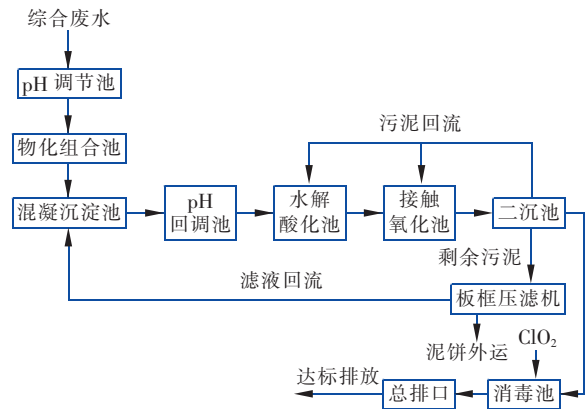 综合废水
pH 调节池
物化组合池
污泥回流
混凝沉淀池
pH
回调池
水解
酸化池
接触
氧化池
二沉池
剩余污泥
滤液回流
板框压滤机
泥饼外运
ClO₂
达标排放
总排口
消毒池